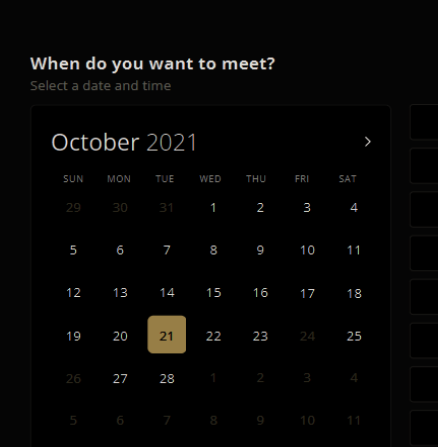 When do you want to meet?
Select a date and time
October 2021
SUN MON TUE WED THU FRI SAT
29 30 31 1 2 3 4
5 6 7 8 9 10 11
12 13 14 15 16 17 18
19 20 21 22 23 24 25
26 27 28 1 2 3 4
5 6 7 8 9 10 11